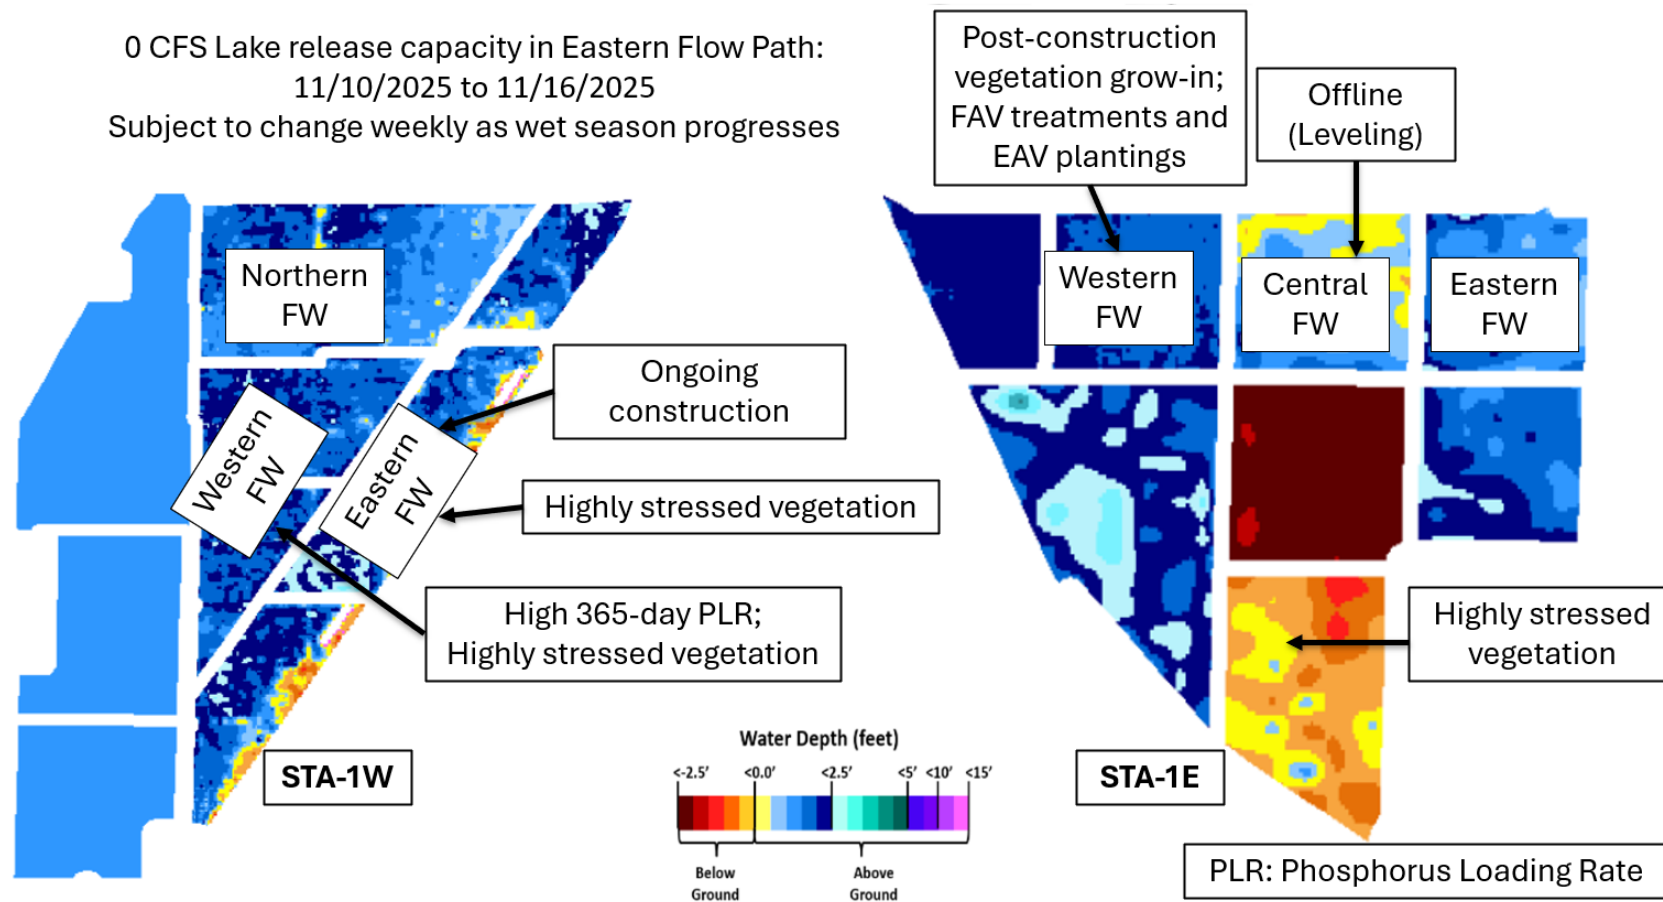 0 CFS Lake release capacity in Eastern Flow Path:
11/10/2025 to 11/16/2025
Subject to change weekly as wet season progresses
Post-construction
vegetation grow-in;
FAV treatments and
EAV plantings
Offline
(Leveling)
Northern
FW
Western
FW
Central
FW
Eastern
FW
Ongoing
construction
Western
FW
Eastern
FW
Highly stressed vegetation
High 365-day PLR;
Highly stressed vegetation
Highly stressed
vegetation
STA-1W
Water Depth (feet)
<-2.5' <0.0' <2.5' <5' <10' <15'
Below
Ground
Above
Ground
STA-1E
PLR: Phosphorus Loading Rate